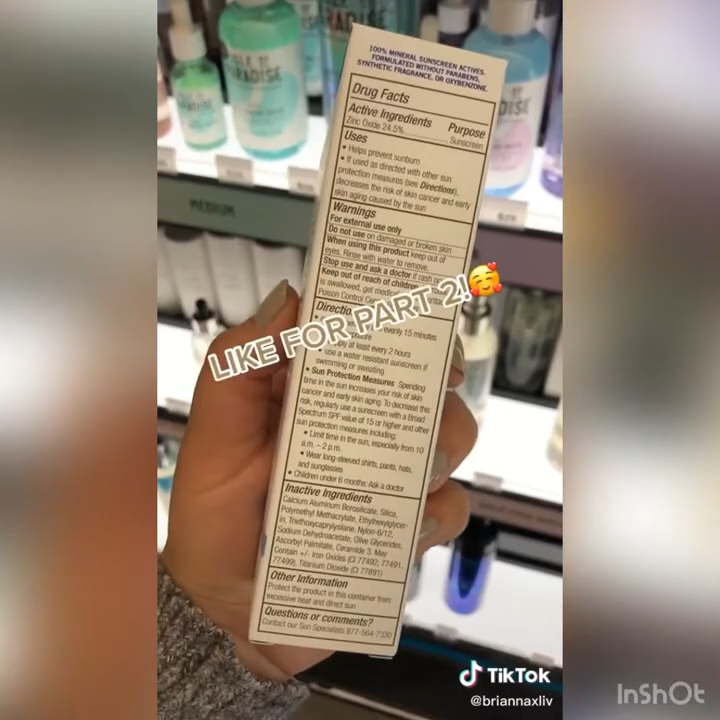 100% MINERAL SUNSCREEN ACTIVES.
FORMULATED WITHOUT PARABENS,
SYNTHETIC FRAGRANCE, OR OXYBENZONE.
Drug Facts
Active Ingredients Purpose
Zinc Oxide 24.5% Sunscreen
Uses
• Helps prevent sunburn
• If used as directed with other sun
protection measures (see Directions),
decreases the risk of skin cancer and early
skin aging caused by the sun
Warnings
For external use only
Do not use on damaged or broken skin
When using this product keep out of
eyes. Rinse with water to remove.
Stop use and ask a doctor if rash
Keep out of reach of children
is swallowed, get medical
Poison Control
LIKE FOR PART 2!🥰
evenly 15 minutes
at least every 2 hours
• use a water resistant sunscreen if
swimming or sweating
• Sun Protection Measures Spending
time in the sun increases your risk of skin
cancer and early skin aging. To decrease this
risk, regularly use a sunscreen with a Broad
Spectrum SPF value of 15 or higher and other
sun protection measures including:
• Limit time in the sun, especially from 10
a.m. – 2 p.m.
• Wear long-sleeved shirts, pants, hats,
and sunglasses
• Children under 6 months: Ask a doctor
Inactive Ingredients
Calcium Aluminum Borosilicate, Silica,
Polymethyl Methacrylate, Ethylhexylglycer-
in, Triethoxycaprylylsilane, Nylon-6/12,
Sodium Dehydroacetate, Olive Glycerides,
Ascorbyl Palmitate, Ceramide 3. May
Contain +/- Iron Oxides (CI 77492, 77491,
77499), Titanium Dioxide (CI 77891)
Other Information
Protect the product in this container from
excessive heat and direct sun
Questions or comments?
Contact our Sun Specialists 877-564-7330
MEDIUM
TikTok
@briannaxliv
InShOt